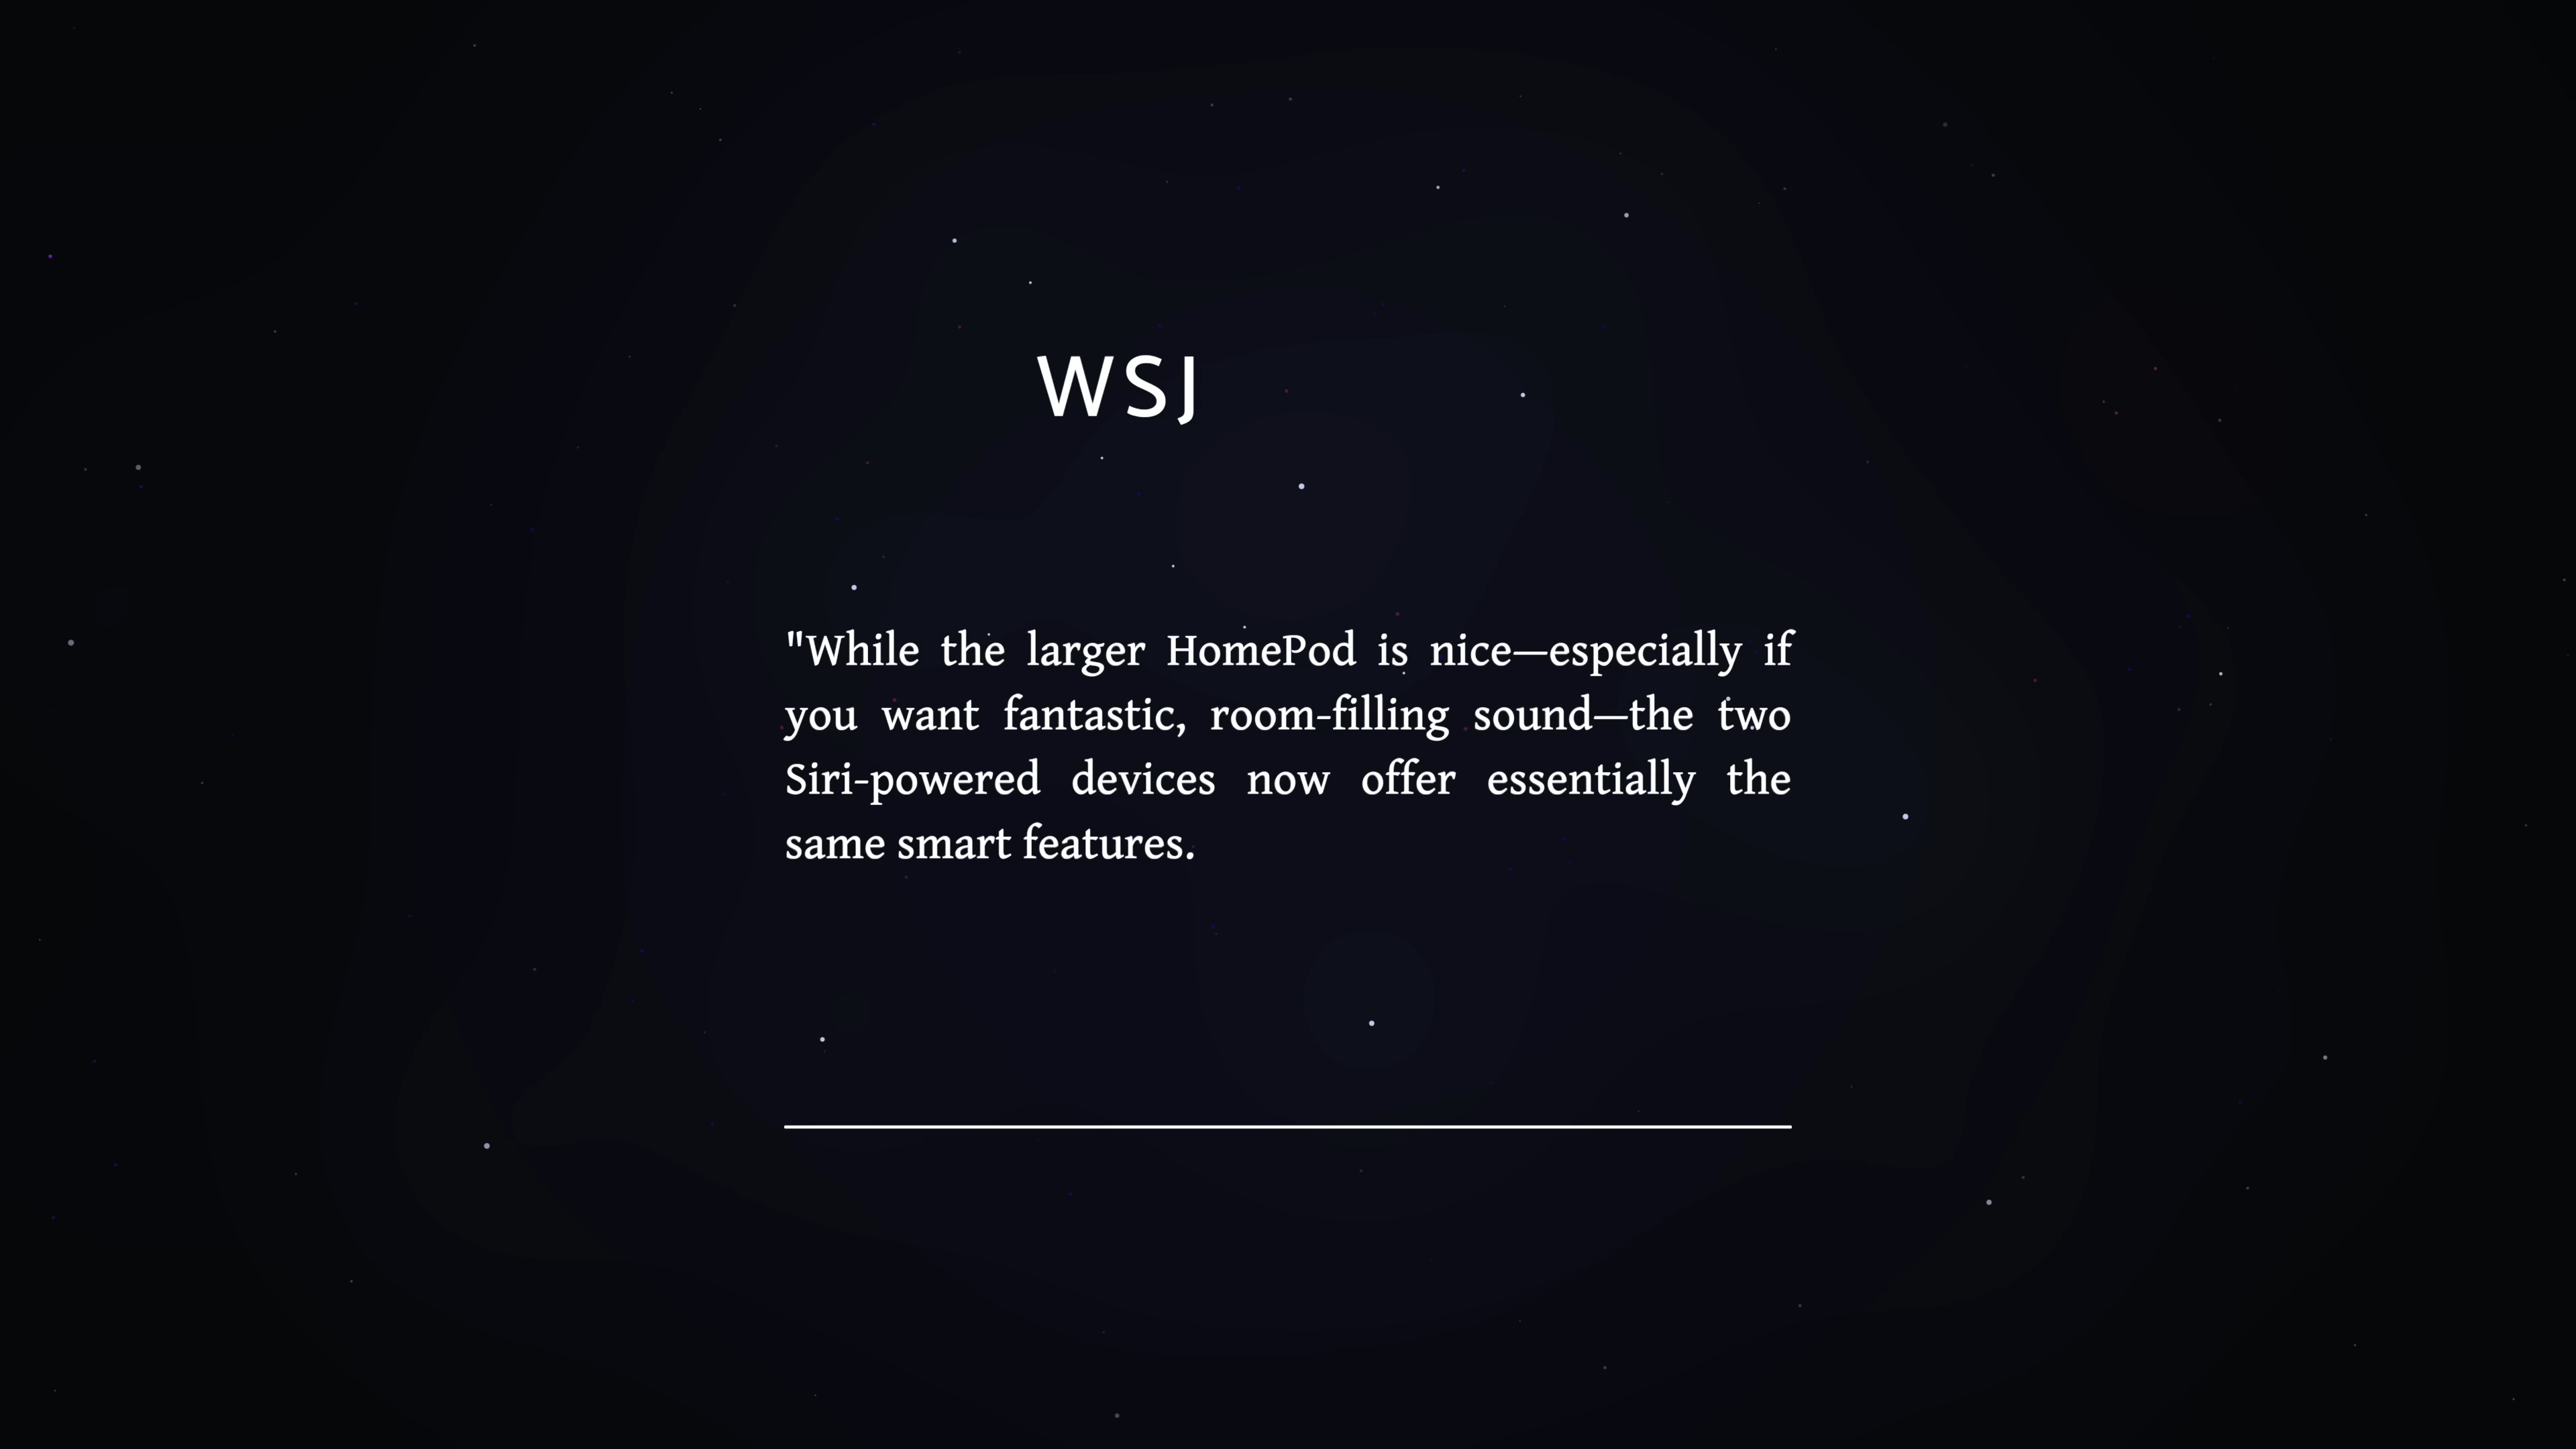 WSJ
"While the larger HomePod is nice—especially if
you want fantastic, room-filling sound—the two
Siri-powered devices now offer essentially the
same smart features.